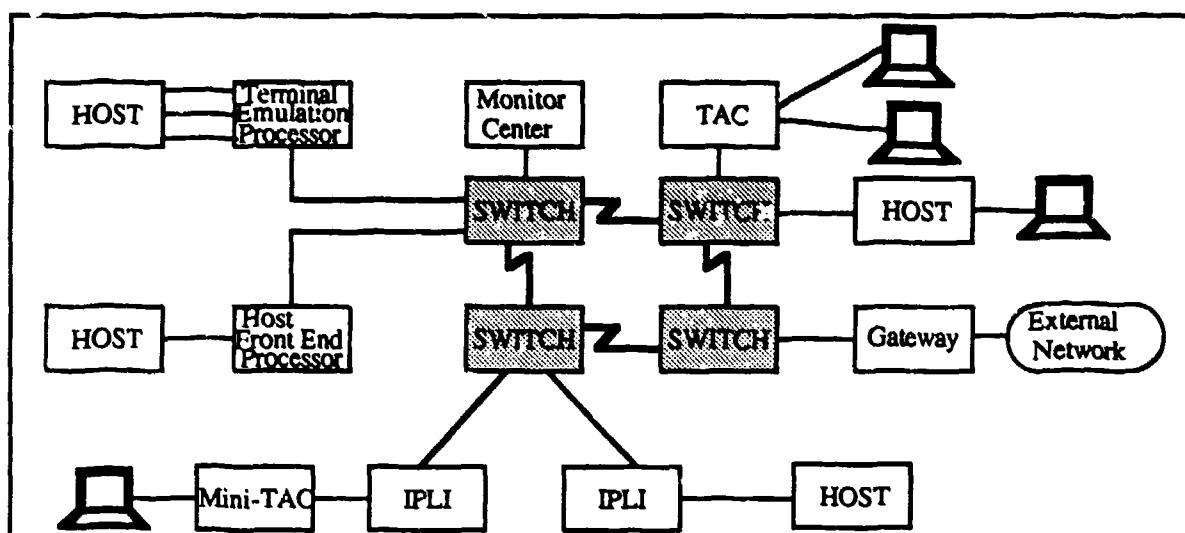 HOST
Terminal
Emulation
Processor
Monitor
Center
TAC
SWITCH
SWITCH
HOST
HOST
Host
Front End
Processor
SWITCH
SWITCH
Gateway
External
Network
Mini-TAC
IPLI
IPLI
HOST